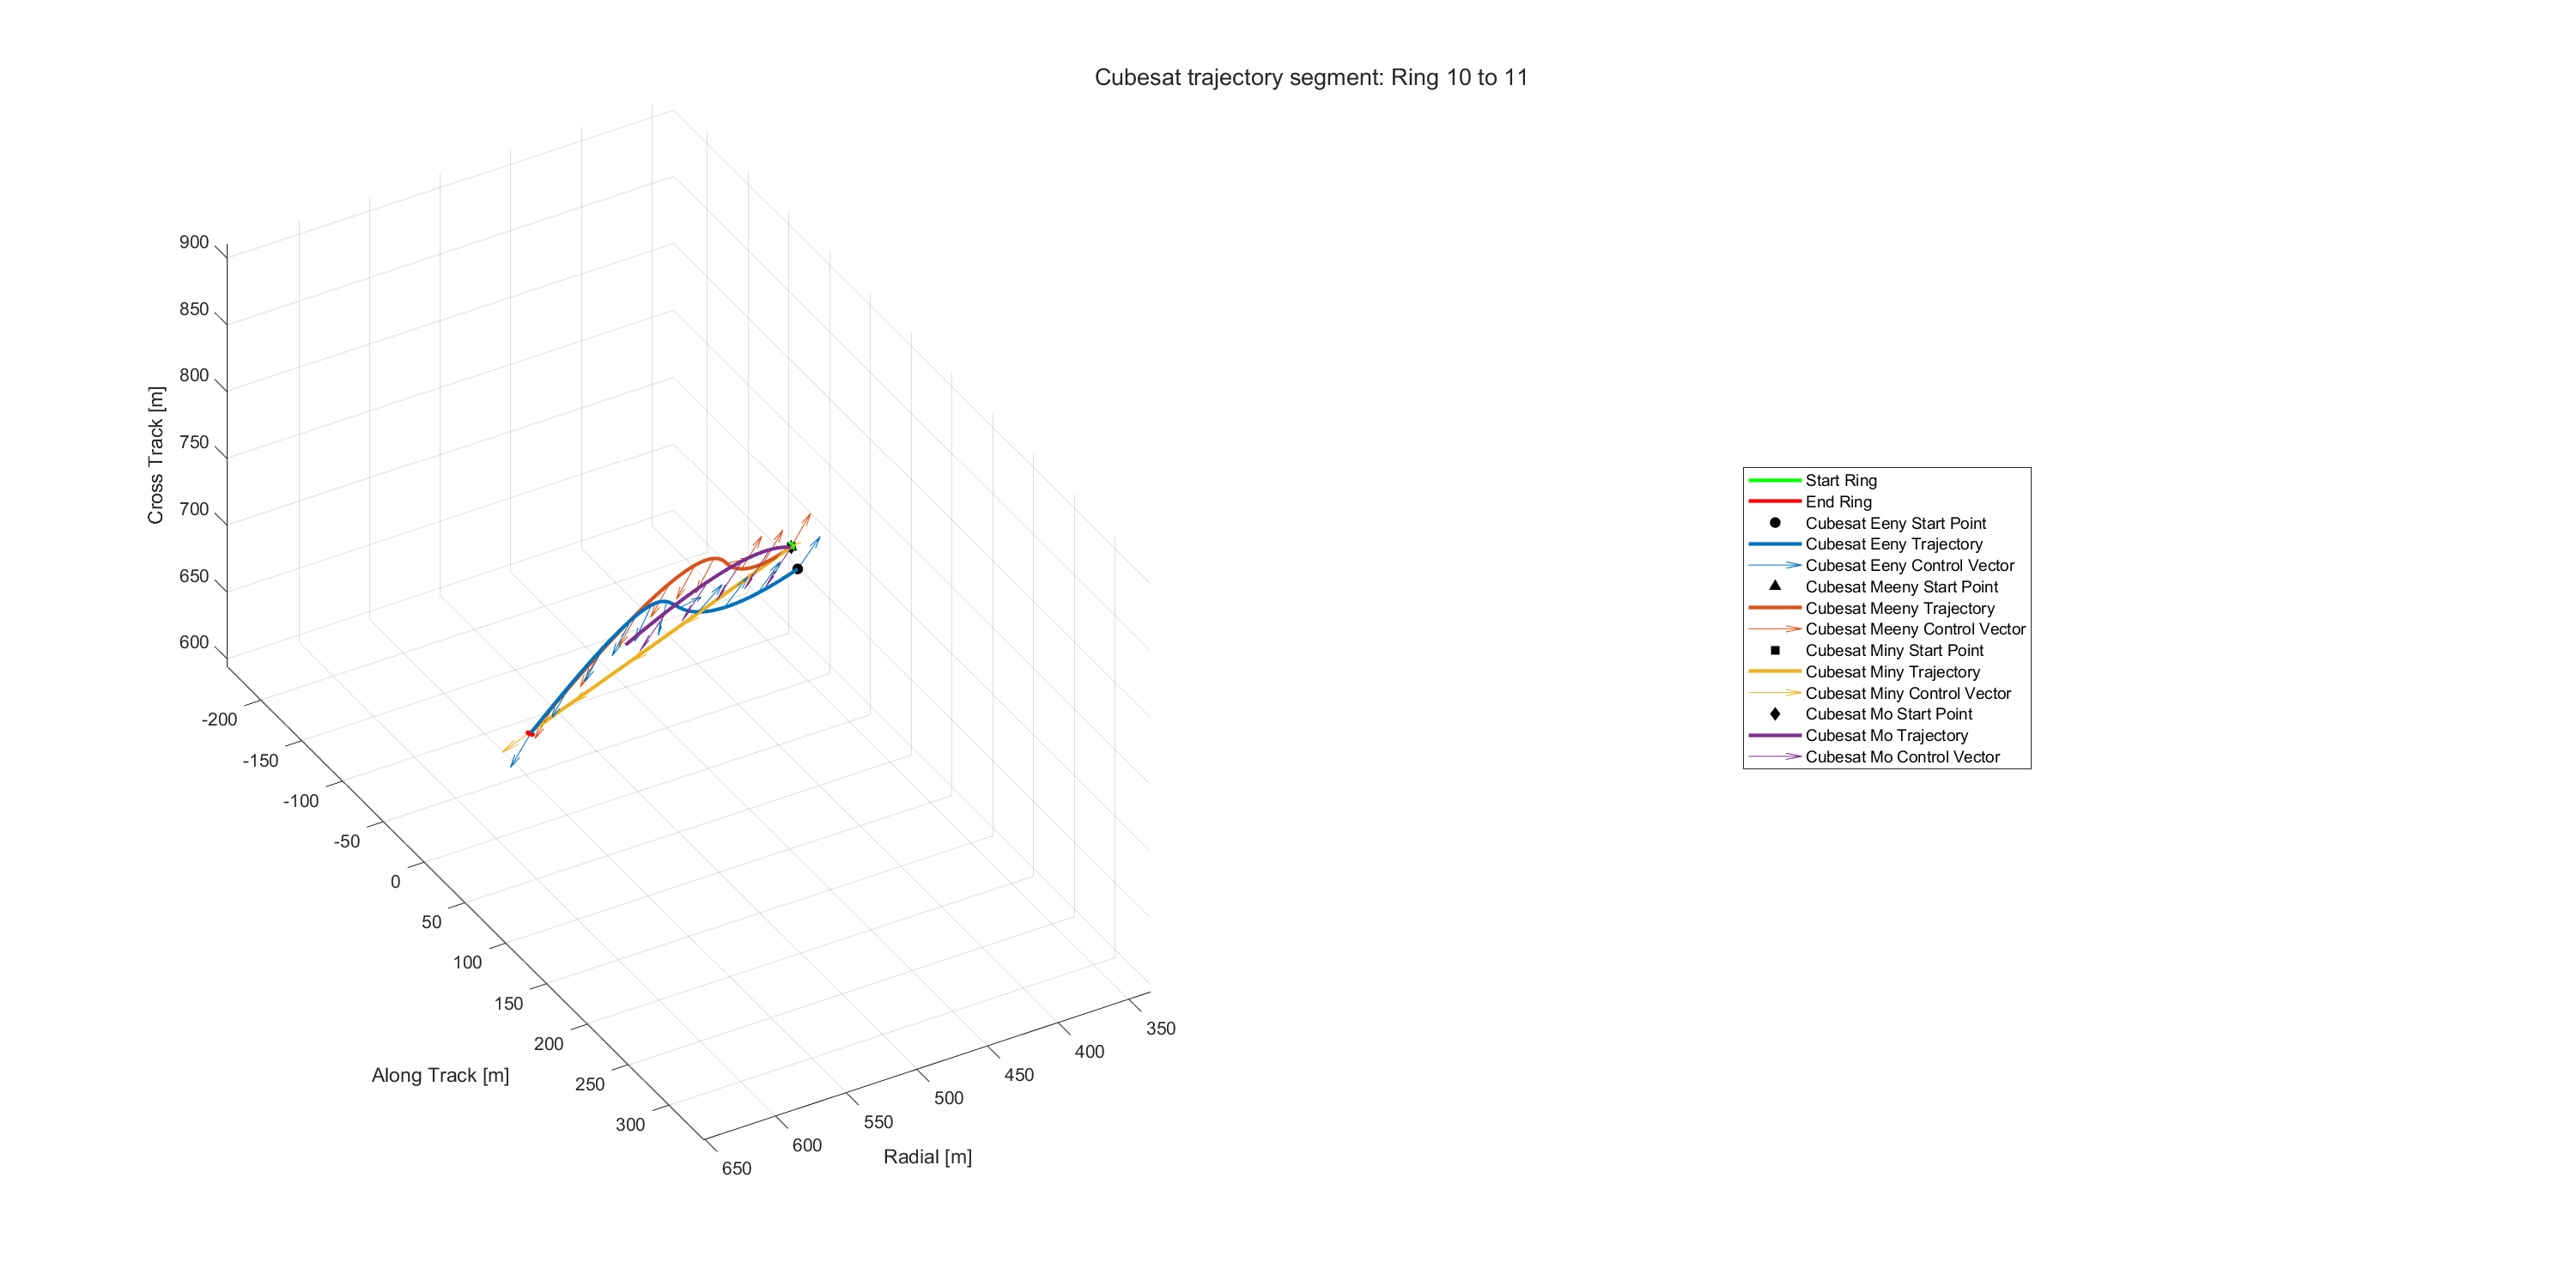 Cubesat trajectory segment: Ring 10 to 11
900
850
800
750
700
650
600
Cross Track [m]
-200
-150
-100
-50
0
50
100
150
200
250
300
Along Track [m]
650
600
550
500
450
400
350
Radial [m]
Start Ring
End Ring
Cubesat Eeny Start Point
Cubesat Eeny Trajectory
Cubesat Eeny Control Vector
Cubesat Meeny Start Point
Cubesat Meeny Trajectory
Cubesat Meeny Control Vector
Cubesat Miny Start Point
Cubesat Miny Trajectory
Cubesat Miny Control Vector
Cubesat Mo Start Point
Cubesat Mo Trajectory
Cubesat Mo Control Vector